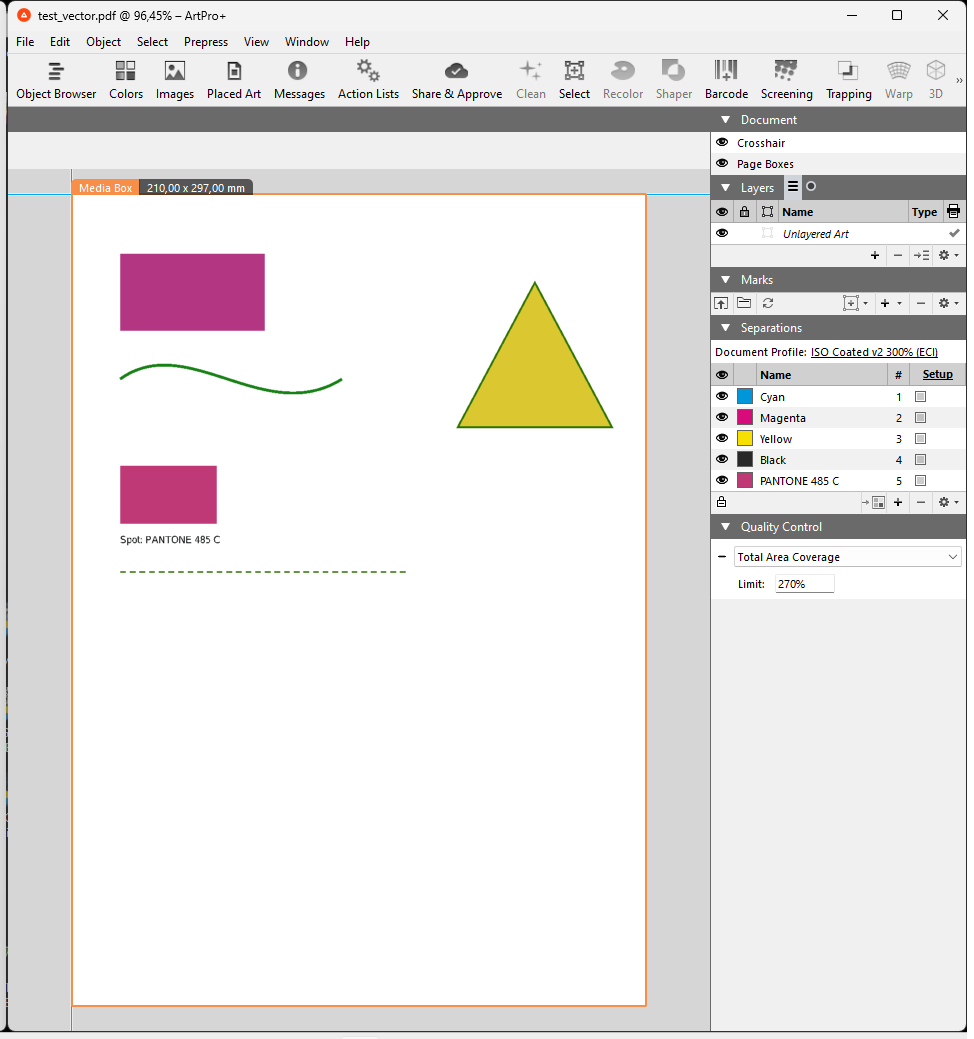 test_vector.pdf @ 96,45% – ArtPro+
File Edit Object Select Prepress View Window Help
Object Browser Colors Images Placed Art Messages Action Lists Share & Approve Clean Select Recolor Shaper Barcode Screening Trapping Warp 3D »
Document
Crosshair
Page Boxes
Media Box 210,00 x 297,00 mm
Layers
Name Type
Unlayered Art
Marks
Separations
Document Profile: ISO Coated v2 300% (ECI)
Name # Setup
Cyan 1
Magenta 2
Yellow 3
Black 4
PANTONE 485 C 5
Quality Control
Total Area Coverage
Limit: 270%
Spot: PANTONE 485 C